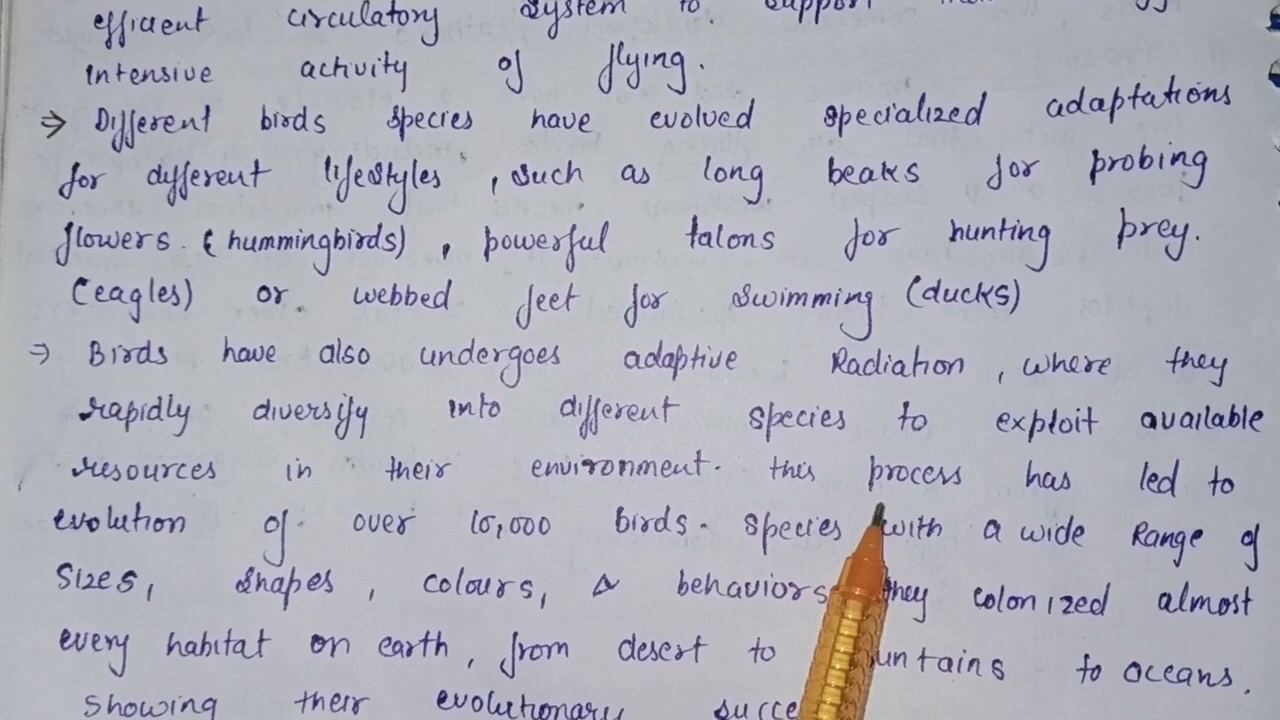 efficient circulatory system to support
intensive activity of flying.
⇒ Different birds species have evolved specialized adaptations
for different lifestyles, such as long beaks for probing
flowers. (hummingbirds), powerful talons for hunting prey.
(eagles) or webbed feet for swimming (ducks)
⇒ Birds have also undergoes adaptive Radiation, where they
rapidly diversify into different species to exploit available
resources in their environment. this process has led to
evolution of over 10,000 birds. species with a wide Range of
sizes, shapes, colours, & behaviors they colonized almost
every habitat on earth, from desert to untains to oceans.
showing their evolutionary succe